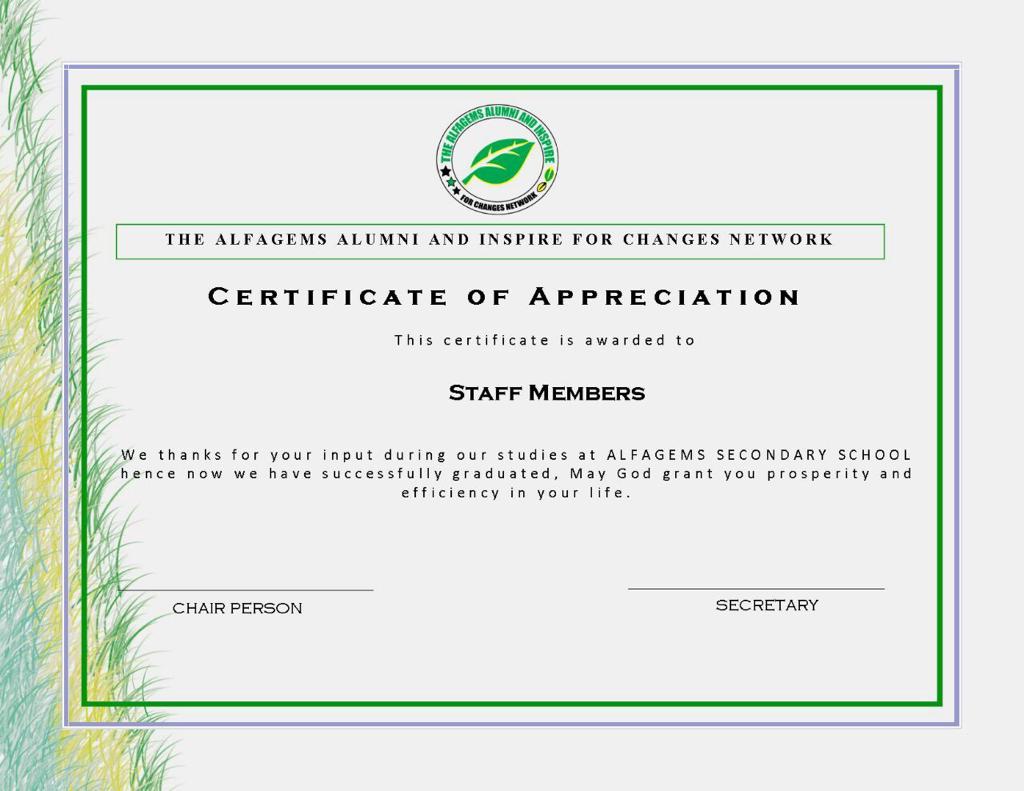 THE ALFAGEMS ALUMNI AND INSPIRE
FOR CHANGES NETWORK
THE ALFAGEMS ALUMNI AND INSPIRE FOR CHANGES NETWORK
CERTIFICATE OF APPRECIATION
This certificate is awarded to
STAFF MEMBERS
We thanks for your input during our studies at ALFAGEMS SECONDARY SCHOOL
hence now we have successfully graduated, May God grant you prosperity and
efficiency in your life.
CHAIR PERSON
SECRETARY